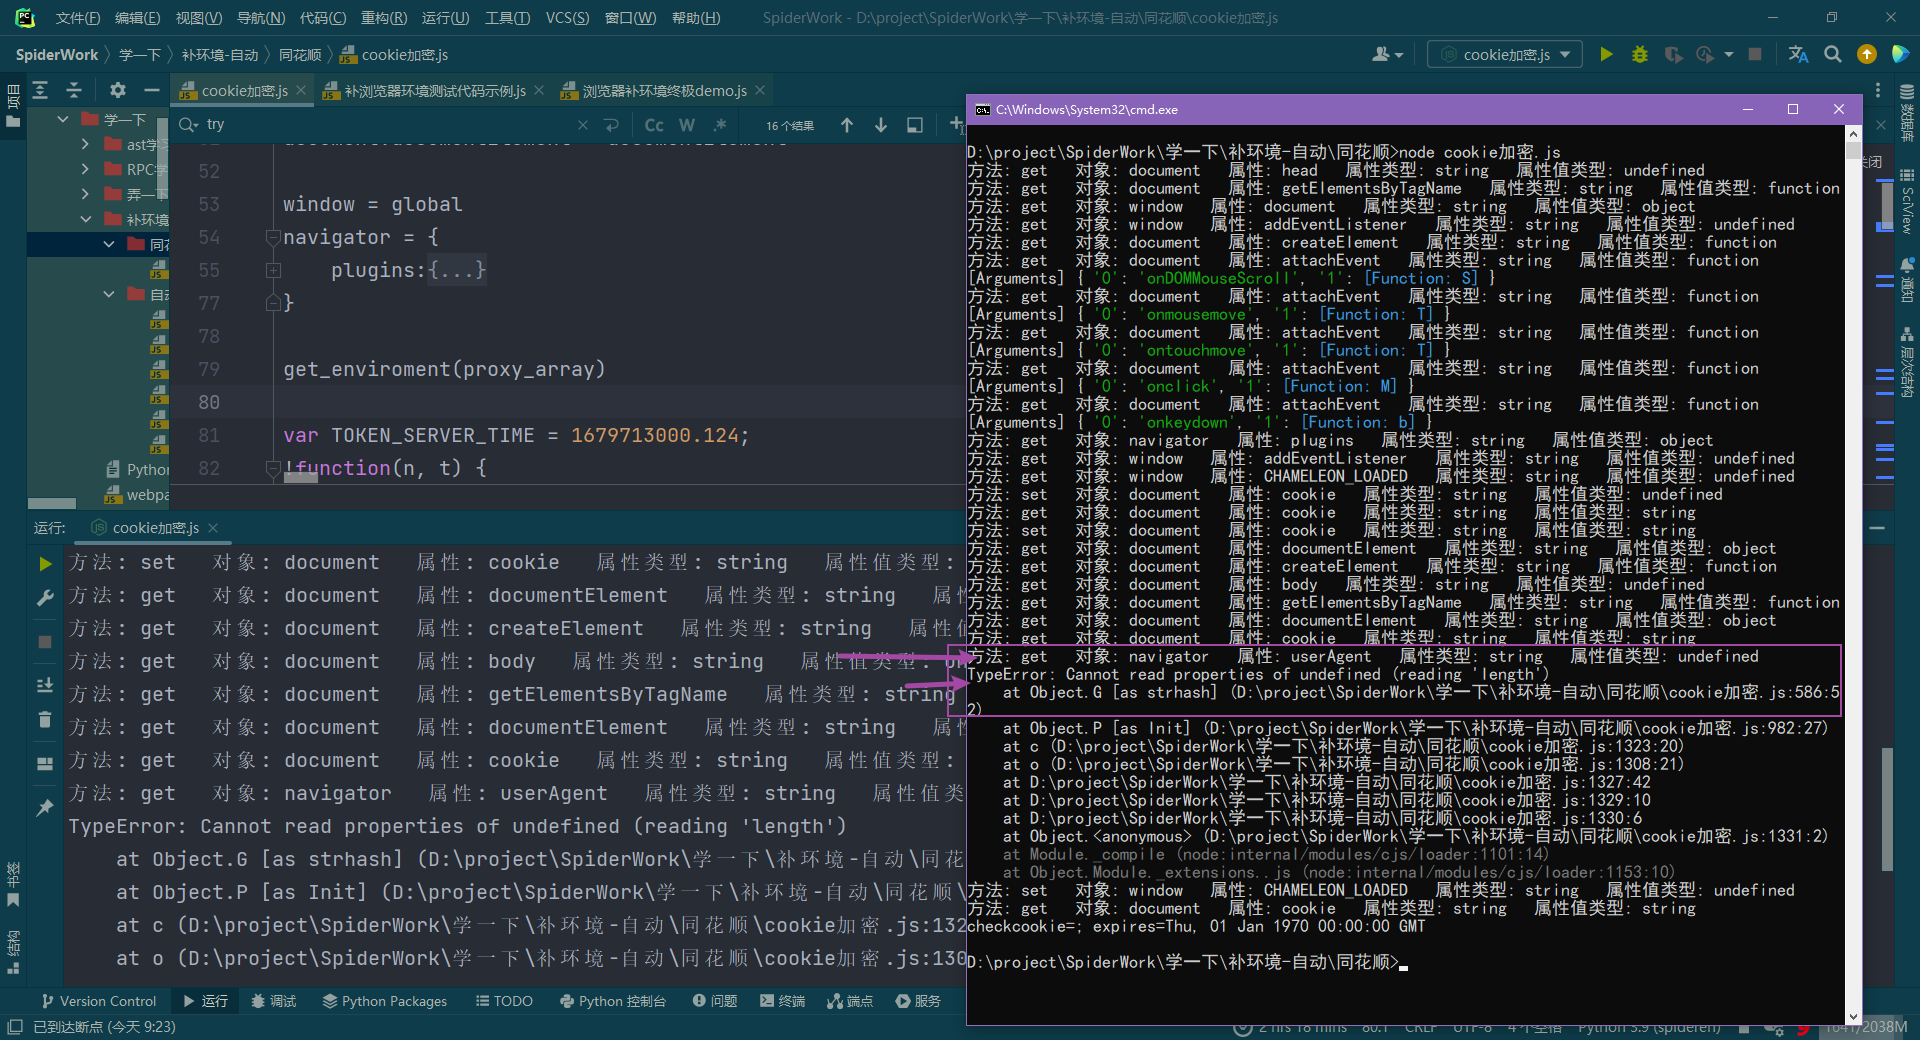 文件(F) 编辑(E) 视图(V) 导航(N) 代码(C) 重构(R) 运行(U) 工具(T) VCS(S) 窗口(W) 帮助(H) SpiderWork - D:\project\SpiderWork\学一下\补环境-自动\同花顺\cookie加密.js
SpiderWork 学一下 补环境-自动 同花顺 cookie加密.js
cookie加密.js
项目
cookie加密.js 补浏览器环境测试代码示例.js 浏览器补环境终极demo.js
try
Cc W .* 16 个结果
学一下
ast学
RPC学
弄一下
补环境
同花
自动
Python
webpa
52
53 window = global
54 navigator = {
55 plugins:{...}
77 }
78
79 get_enviroment(proxy_array)
80
81 var TOKEN_SERVER_TIME = 1679713000.124;
82 !function(n, t) {
运行: cookie加密.js
方法: set 对象: document 属性: cookie 属性类型: string 属性值类型:
方法: get 对象: document 属性: documentElement 属性类型: string 属性
方法: get 对象: document 属性: createElement 属性类型: string 属性值
方法: get 对象: document 属性: body 属性类型: string 属性值类型: un
方法: get 对象: document 属性: getElementsByTagName 属性类型: string
方法: get 对象: document 属性: documentElement 属性类型: string 属性
方法: get 对象: document 属性: cookie 属性类型: string 属性值类型:
方法: get 对象: navigator 属性: userAgent 属性类型: string 属性值类
TypeError: Cannot read properties of undefined (reading 'length')
at Object.G [as strhash] (D:\project\SpiderWork\学一下\补环境-自动\同花
at Object.P [as Init] (D:\project\SpiderWork\学一下\补环境-自动\同花顺\
at c (D:\project\SpiderWork\学一下\补环境-自动\同花顺\cookie加密.js:132
at o (D:\project\SpiderWork\学一下\补环境-自动\同花顺\cookie加密.js:130
C:\Windows\System32\cmd.exe
D:\project\SpiderWork\学一下\补环境-自动\同花顺>node cookie加密.js
方法: get 对象: document 属性: head 属性类型: string 属性值类型: undefined
方法: get 对象: document 属性: getElementsByTagName 属性类型: string 属性值类型: function
方法: get 对象: window 属性: document 属性类型: string 属性值类型: object
方法: get 对象: window 属性: addEventListener 属性类型: string 属性值类型: undefined
方法: get 对象: document 属性: createElement 属性类型: string 属性值类型: function
方法: get 对象: document 属性: attachEvent 属性类型: string 属性值类型: function
[Arguments] { '0': 'onDOMMouseScroll', '1': [Function: S] }
方法: get 对象: document 属性: attachEvent 属性类型: string 属性值类型: function
[Arguments] { '0': 'onmousemove', '1': [Function: T] }
方法: get 对象: document 属性: attachEvent 属性类型: string 属性值类型: function
[Arguments] { '0': 'ontouchmove', '1': [Function: T] }
方法: get 对象: document 属性: attachEvent 属性类型: string 属性值类型: function
[Arguments] { '0': 'onclick', '1': [Function: M] }
方法: get 对象: document 属性: attachEvent 属性类型: string 属性值类型: function
[Arguments] { '0': 'onkeydown', '1': [Function: b] }
方法: get 对象: navigator 属性: plugins 属性类型: string 属性值类型: object
方法: get 对象: window 属性: addEventListener 属性类型: string 属性值类型: undefined
方法: get 对象: window 属性: CHAMELEON_LOADED 属性类型: string 属性值类型: undefined
方法: set 对象: document 属性: cookie 属性类型: string 属性值类型: undefined
方法: get 对象: document 属性: cookie 属性类型: string 属性值类型: string
方法: set 对象: document 属性: cookie 属性类型: string 属性值类型: string
方法: get 对象: document 属性: documentElement 属性类型: string 属性值类型: object
方法: get 对象: document 属性: createElement 属性类型: string 属性值类型: function
方法: get 对象: document 属性: body 属性类型: string 属性值类型: undefined
方法: get 对象: document 属性: getElementsByTagName 属性类型: string 属性值类型: function
方法: get 对象: document 属性: documentElement 属性类型: string 属性值类型: object
方法: get 对象: document 属性: cookie 属性类型: string 属性值类型: string
方法: get 对象: navigator 属性: userAgent 属性类型: string 属性值类型: undefined
TypeError: Cannot read properties of undefined (reading 'length')
at Object.G [as strhash] (D:\project\SpiderWork\学一下\补环境-自动\同花顺\cookie加密.js:586:5
2)
at Object.P [as Init] (D:\project\SpiderWork\学一下\补环境-自动\同花顺\cookie加密.js:982:27)
at c (D:\project\SpiderWork\学一下\补环境-自动\同花顺\cookie加密.js:1323:20)
at o (D:\project\SpiderWork\学一下\补环境-自动\同花顺\cookie加密.js:1308:21)
at D:\project\SpiderWork\学一下\补环境-自动\同花顺\cookie加密.js:1327:42
at D:\project\SpiderWork\学一下\补环境-自动\同花顺\cookie加密.js:1329:10
at D:\project\SpiderWork\学一下\补环境-自动\同花顺\cookie加密.js:1330:6
at Object.<anonymous> (D:\project\SpiderWork\学一下\补环境-自动\同花顺\cookie加密.js:1331:2)
at Module._compile (node:internal/modules/cjs/loader:1101:14)
at Object.Module._extensions..js (node:internal/modules/cjs/loader:1153:10)
方法: set 对象: window 属性: CHAMELEON_LOADED 属性类型: string 属性值类型: undefined
方法: get 对象: document 属性: cookie 属性类型: string 属性值类型: string
checkcookie=; expires=Thu, 01 Jan 1970 00:00:00 GMT
D:\project\SpiderWork\学一下\补环境-自动\同花顺>
数据库
SciView
通知
层次结构
书签
结构
Version Control 运行 调试 Python Packages TODO Python 控制台 问题 终端 端点 服务
已到达断点 (今天 9:23) 2 hrs 18 mins 80:1 CRLF UTF-8 4 个空格 Python 3.9 (spideren) 1641/2038M